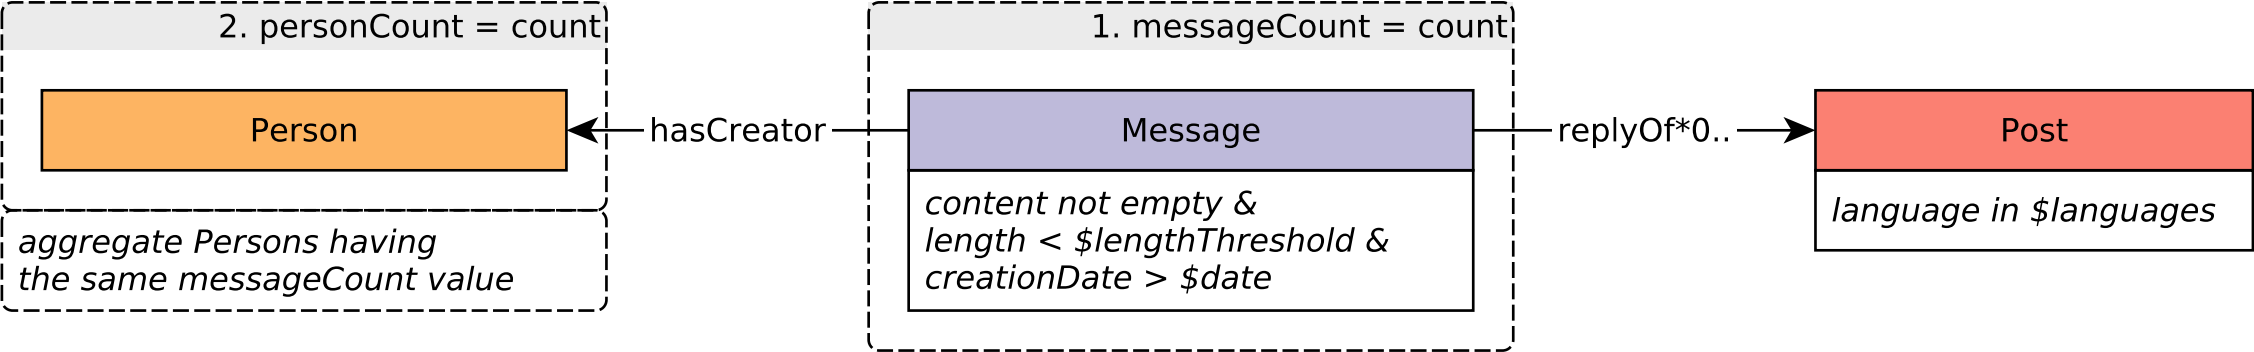 2. personCount = count
Person
aggregate Persons having
the same messageCount value
hasCreator
1. messageCount = count
Message
content not empty &
length < $lengthThreshold &
creationDate > $date
replyOf*0..
Post
language in $languages